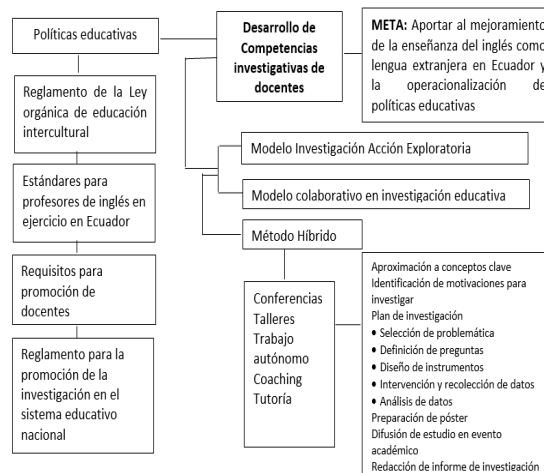 Políticas educativas
Reglamento de la Ley
orgánica de educación
intercultural
Estándares para
profesores de inglés en
ejercicio en Ecuador
Requisitos para
promoción de
docentes
Reglamento para la
promoción de la
investigación en el
sistema educativo
nacional
Desarrollo de
Competencias
investigativas de
docentes
META: Aportar al mejoramiento
de la enseñanza del inglés como
lengua extranjera en Ecuador y
la operacionalización de
políticas educativas
Modelo Investigación Acción Exploratoria
Modelo colaborativo en investigación educativa
Método Híbrido
Conferencias
Talleres
Trabajo
autónomo
Coaching
Tutoría
Aproximación a conceptos clave
Identificación de motivaciones para
investigar
Plan de investigación
• Selección de problemática
• Definición de preguntas
• Diseño de instrumentos
• Intervención y recolección de datos
• Análisis de datos
Preparación de póster
Difusión de estudio en evento
académico
Redacción de informe de investigación